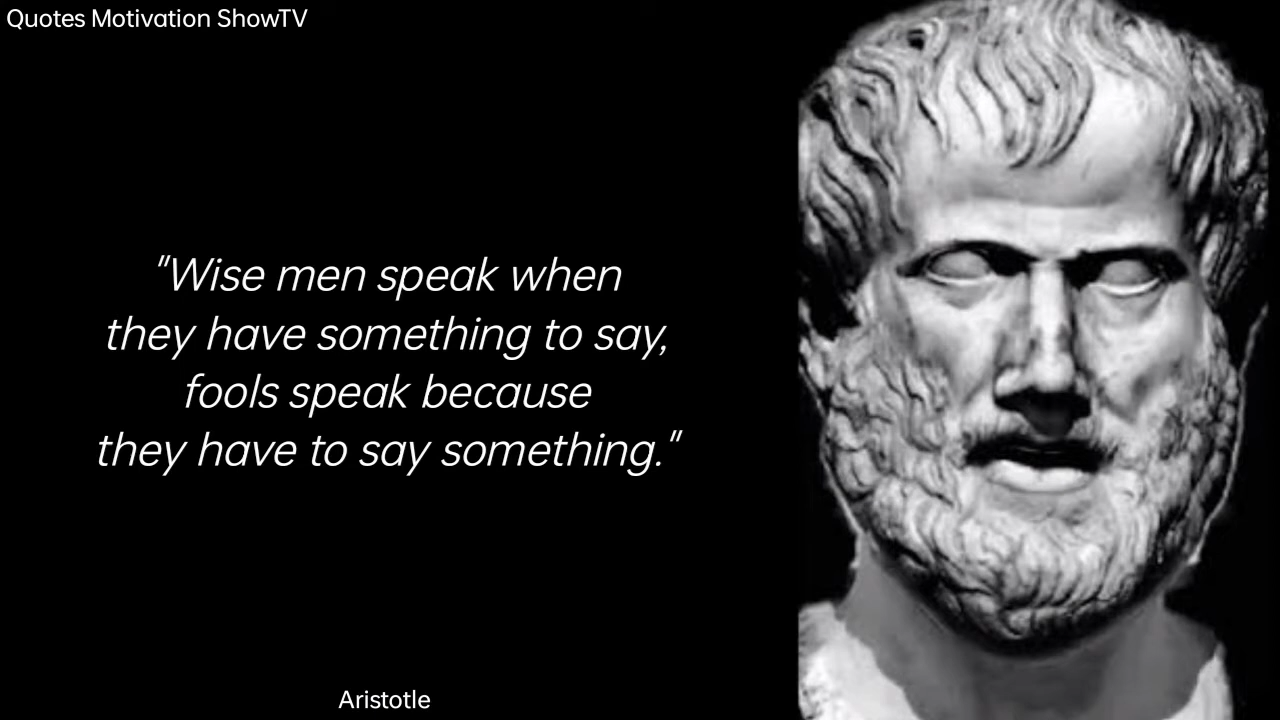 Quotes Motivation ShowTV
"Wise men speak when
they have something to say,
fools speak because
they have to say something."
Aristotle